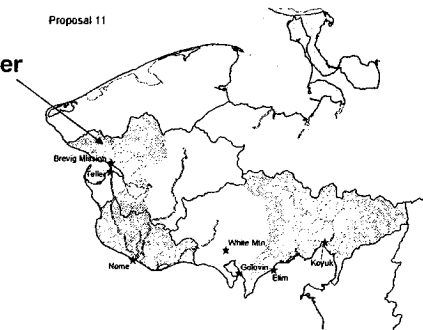 Proposal 11
er
Brevig Mission
Teller
White Mtn
Nome
Golovin
Elim
Koyuk